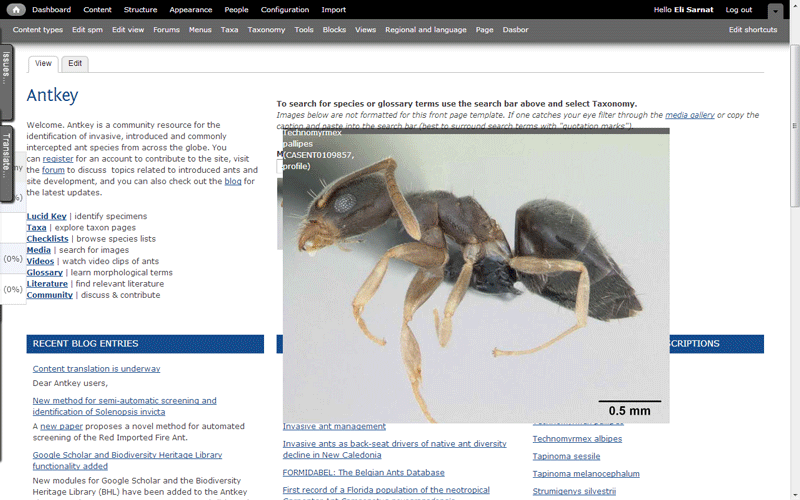 Dashboard Content Structure Appearance People Configuration Import Hello Eli Sarnat Log out
Content types Edit spm Edit view Forums Menus Taxa Taxonomy Tools Blocks Views Regional and language Page Dasbor Edit shortcuts
Issues...
Translate...
View Edit
Antkey
Welcome. Antkey is a community resource for the
identification of invasive, introduced and commonly
intercepted ant species from across the globe. You
can register for an account to contribute to the site, visit
the forum to discuss topics related to introduced ants and
site development, and you can also check out the blog for
the latest updates.
Lucid Key | identify specimens
Taxa | explore taxon pages
Checklists | browse species lists
Media | search for images
Videos | watch video clips of ants
Glossary | learn morphological terms
Literature | find relevant literature
Community | discuss & contribute
%)
(0%)
(0%)
To search for species or glossary terms use the search bar above and select Taxonomy.
Images below are not formatted for this front page template. If one catches your eye filter through the media gallery or copy the
caption and paste into the search bar (best to surround search terms with "quotation marks").
Technomyrmex
pallipes
(CASENT0109857,
profile)
0.5 mm
RECENT BLOG ENTRIES
Content translation is underway
Dear Antkey users,
New method for semi-automatic screening and
identification of Solenopsis invicta
A new paper proposes a novel method for automated
screening of the Red Imported Fire Ant.
Google Scholar and Biodiversity Heritage Library
functionality added
New modules for Google Scholar and the Biodiversity
Heritage Library (BHL) have been added to the Antkey
Invasive ant management
Invasive ants as back-seat drivers of native ant diversity
decline in New Caledonia
FORMIDABEL: The Belgian Ants Database
First record of a Florida population of the neotropical
SCRIPTIONS
Technomyrmex pallipes
Technomyrmex albipes
Tapinoma sessile
Tapinoma melanocephalum
Strumigenys silvestrii